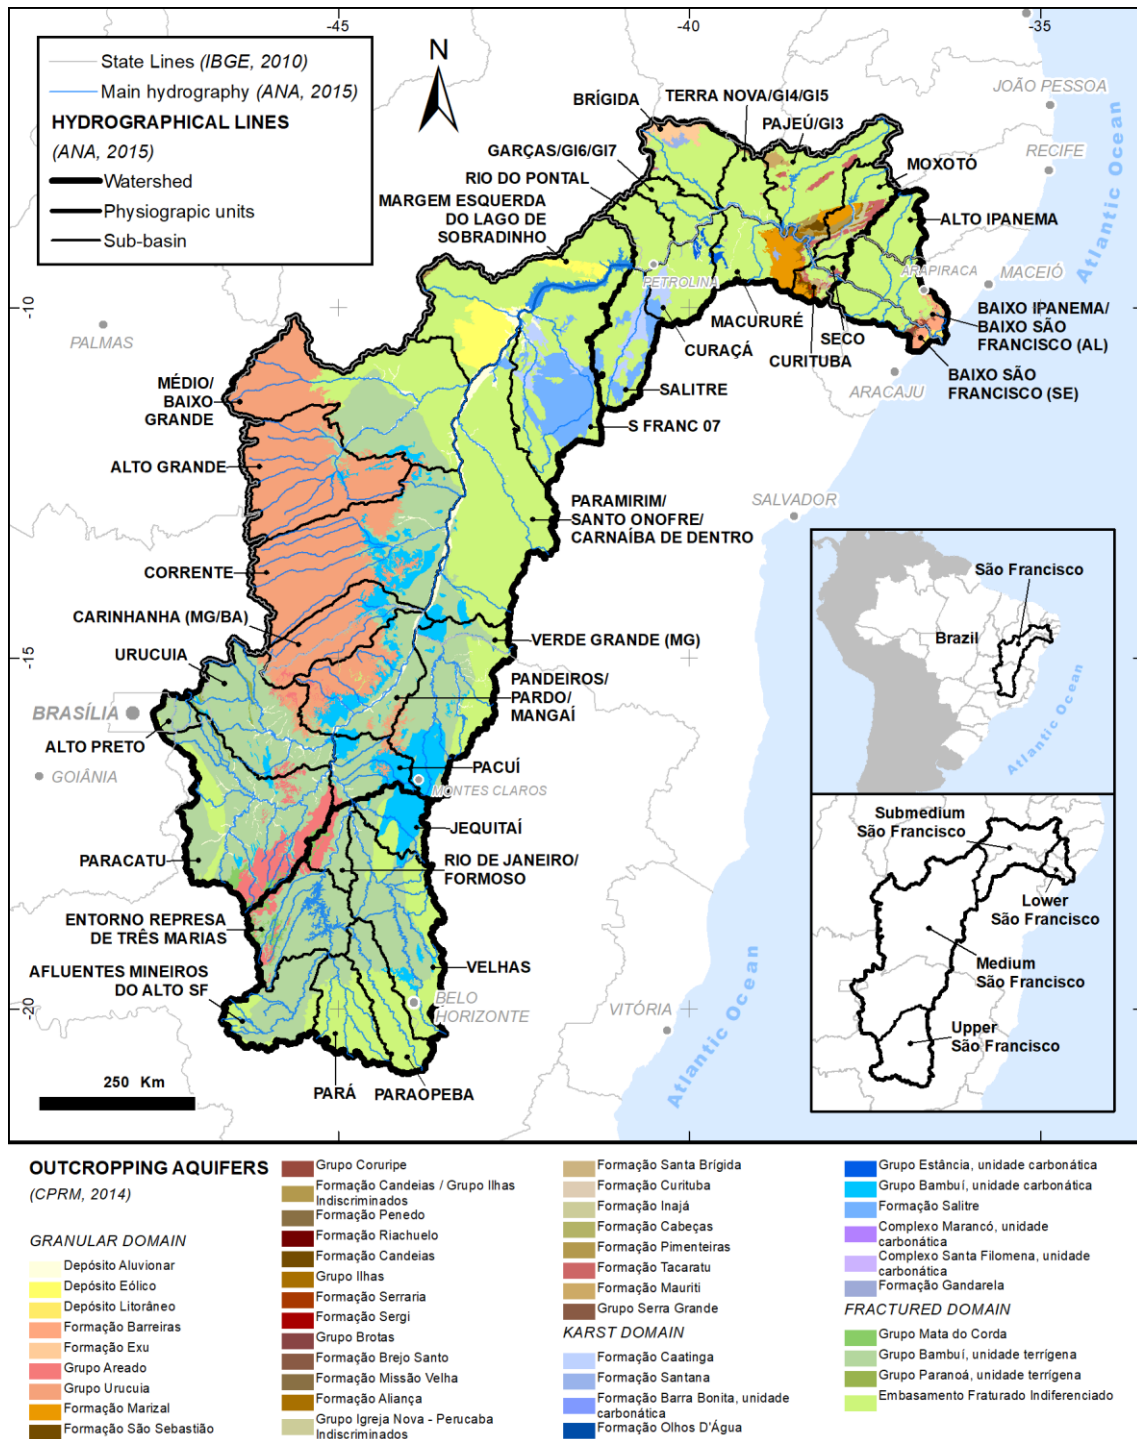 -45
-40
-35
State Lines (IBGE, 2010)
Main hydrography (ANA, 2015)
HYDROGRAPHICAL LINES
(ANA, 2015)
Watershed
Physiograpic units
Sub-basin
N
BRÍGIDA
TERRA NOVA/GI4/GI5
PAJEÚ/GI3
GARÇAS/GI6/GI7
RIO DO PONTAL
MARGEM ESQUERDA
DO LAGO DE
SOBRADINHO
MOXOTÓ
ALTO IPANEMA
JOÃO PESSOA
RECIFE
MACEIÓ
ARAPIRACA
PETROLINA
Atlantic Ocean
-10
PALMAS
MACURURÉ
SECO
CURITUBA
CURAÇÁ
BAIXO IPANEMA/
BAIXO SÃO
FRANCISCO (AL)
ARACAJU
BAIXO SÃO
FRANCISCO (SE)
SALITRE
S FRANC 07
MÉDIO/
BAIXO
GRANDE
ALTO GRANDE
SALVADOR
PARAMIRIM/
SANTO ONOFRE/
CARNAÍBA DE DENTRO
CORRENTE
CARINHANHA (MG/BA)
VERDE GRANDE (MG)
URUCUIA
-15
PANDEIROS/
PARDO/
MANGAÍ
BRASÍLIA
ALTO PRETO
GOIÂNIA
PACUÍ
MONTES CLAROS
JEQUITAÍ
PARACATU
RIO DE JANEIRO/
FORMOSO
ENTORNO REPRESA
DE TRÊS MARIAS
AFLUENTES MINEIROS
DO ALTO SF
VELHAS
-20
BELO
HORIZONTE
VITÓRIA
Atlantic Ocean
250 Km
PARÁ
PARAOPEBA
São Francisco
Brazil
Atlantic Ocean
Submedium
São Francisco
Lower
São Francisco
Medium
São Francisco
Upper
São Francisco
OUTCROPPING AQUIFERS
(CPRM, 2014)
GRANULAR DOMAIN
Depósito Aluvionar
Depósito Eólico
Depósito Litorâneo
Formação Barreiras
Formação Exu
Grupo Areado
Grupo Urucuia
Formação Marizal
Formação São Sebastião
Grupo Coruripe
Formação Candeias / Grupo Ilhas
Indiscriminados
Formação Penedo
Formação Riachuelo
Formação Candeias
Grupo Ilhas
Formação Serraria
Formação Sergi
Grupo Brotas
Formação Brejo Santo
Formação Missão Velha
Formação Aliança
Grupo Igreja Nova - Perucaba
Indiscriminados
Formação Santa Brígida
Formação Curituba
Formação Inajá
Formação Cabeças
Formação Pimenteiras
Formação Tacaratu
Formação Mauriti
Grupo Serra Grande
KARST DOMAIN
Formação Caatinga
Formação Santana
Formação Barra Bonita, unidade
carbonática
Formação Olhos D'Água
Grupo Estância, unidade carbonática
Grupo Bambuí, unidade carbonática
Formação Salitre
Complexo Marancó, unidade
carbonática
Complexo Santa Filomena, unidade
carbonática
Formação Gandarela
FRACTURED DOMAIN
Grupo Mata do Corda
Grupo Bambuí, unidade terrígena
Grupo Paranoá, unidade terrígena
Embasamento Fraturado Indiferenciado